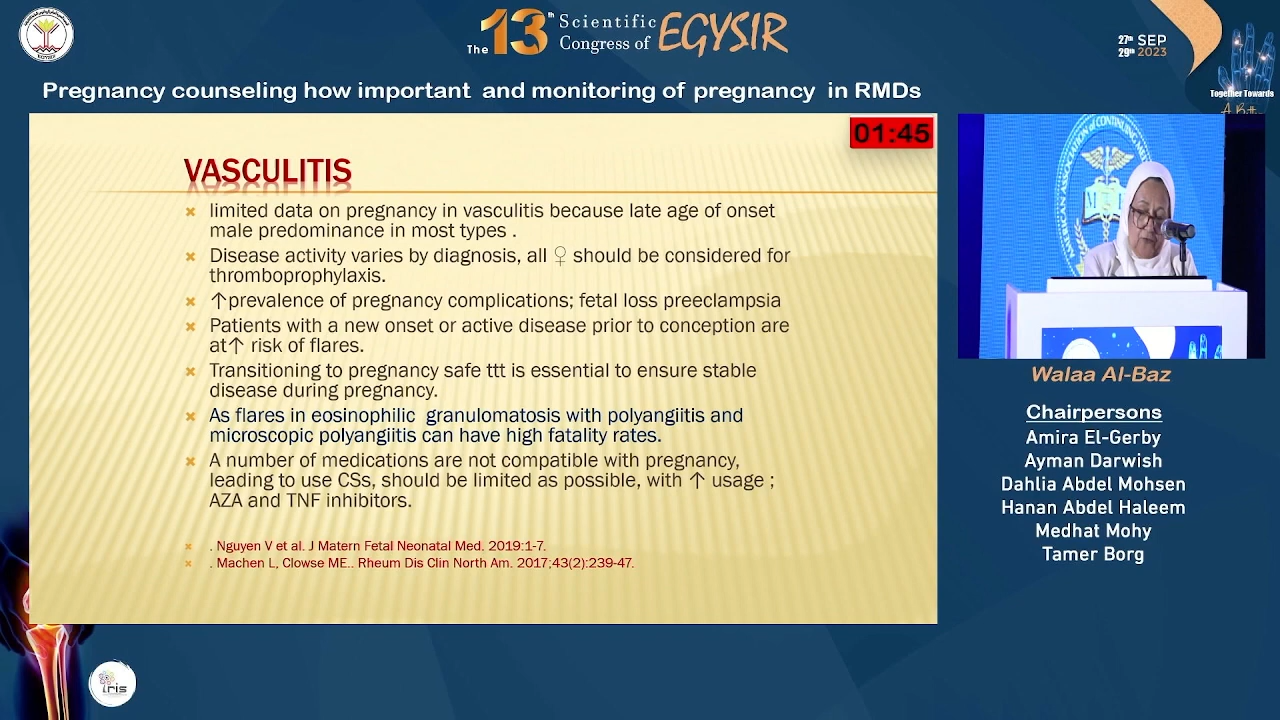 The 13th Scientific Congress of EGYSIR
27th SEP
29th 2023
Together Towards
Pregnancy counseling how important and monitoring of pregnancy in RMDs
01:45
VASCULITIS
limited data on pregnancy in vasculitis because late age of onset
male predominance in most types .
Disease activity varies by diagnosis, all ♀ should be considered for
thromboprophylaxis.
↑prevalence of pregnancy complications; fetal loss preeclampsia
Patients with a new onset or active disease prior to conception are
at↑ risk of flares.
Transitioning to pregnancy safe ttt is essential to ensure stable
disease during pregnancy.
As flares in eosinophilic granulomatosis with polyangiitis and
microscopic polyangiitis can have high fatality rates.
A number of medications are not compatible with pregnancy,
leading to use CSs, should be limited as possible, with ↑ usage ;
AZA and TNF inhibitors.
. Nguyen V et al. J Matern Fetal Neonatal Med. 2019:1-7.
. Machen L, Clowse ME.. Rheum Dis Clin North Am. 2017;43(2):239-47.
Walaa Al-Baz
Chairpersons
Amira El-Gerby
Ayman Darwish
Dahlia Abdel Mohsen
Hanan Abdel Haleem
Medhat Mohy
Tamer Borg
iris